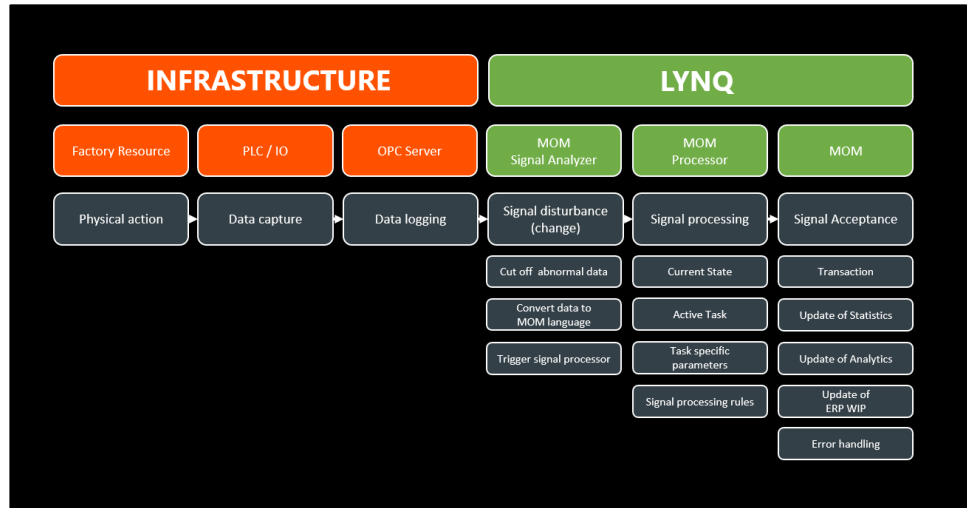 INFRASTRUCTURE
LYNQ
Factory Resource
PLC / IO
OPC Server
MOM
Signal Analyzer
MOM
Processor
MOM
Physical action
Data capture
Data logging
Signal disturbance
(change)
Signal processing
Signal Acceptance
Cut off abnormal data
Current State
Transaction
Convert data to
MOM language
Active Task
Update of Statistics
Trigger signal processor
Task specific
parameters
Update of Analytics
Signal processing rules
Update of
ERP WIP
Error handling